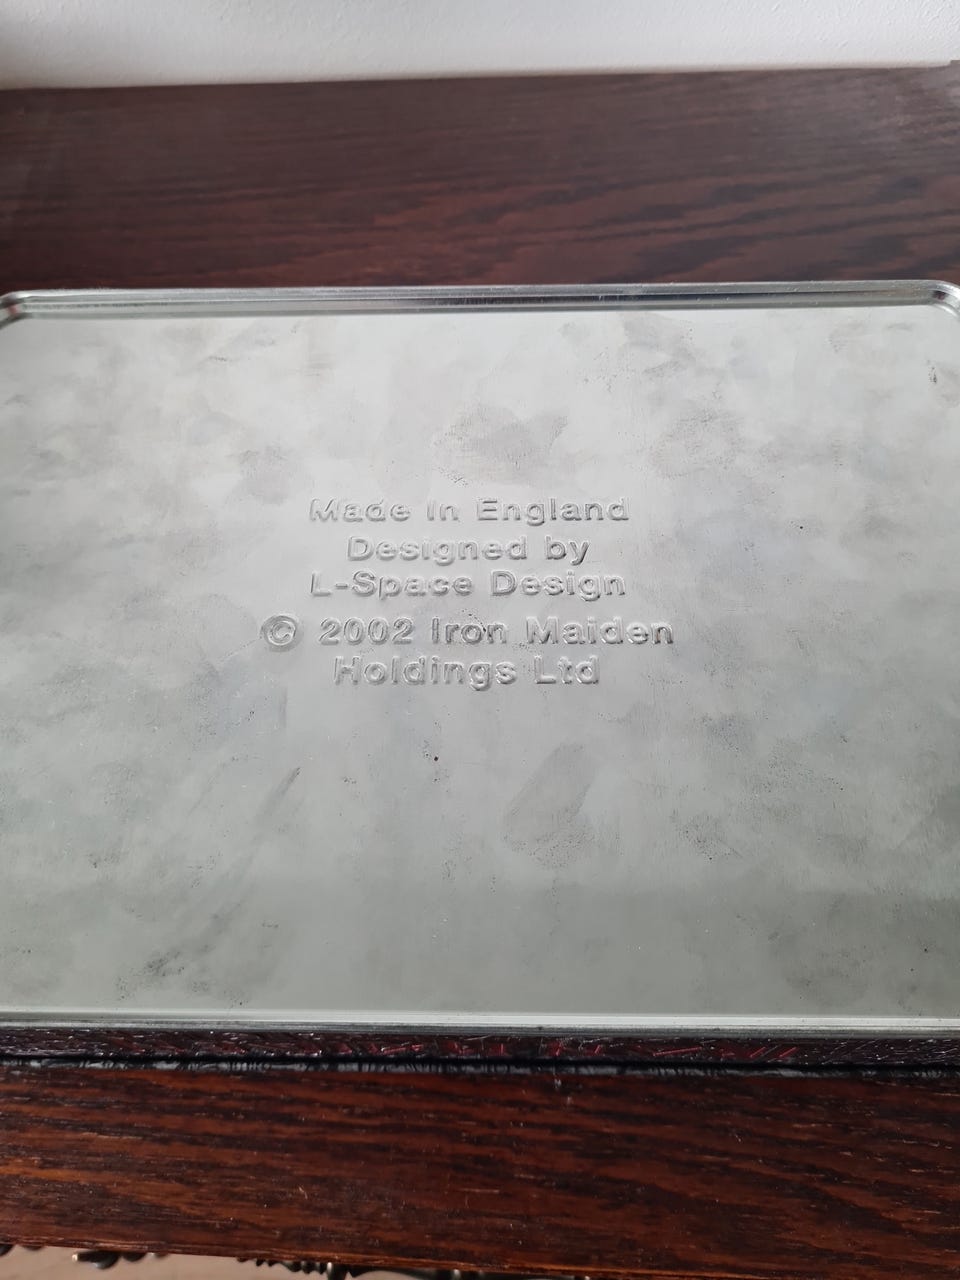 Made in England
Designed by
L-Space Design
© 2002 Iron Maiden
Holdings Ltd